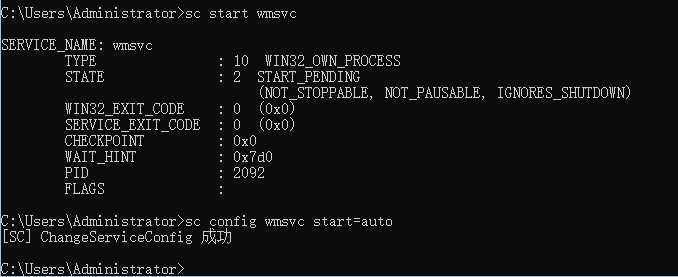 C:\Users\Administrator>sc start wmsvc
SERVICE_NAME: wmsvc
TYPE : 10 WIN32_OWN_PROCESS
STATE : 2 START_PENDING
(NOT_STOPPABLE, NOT_PAUSABLE, IGNORES_SHUTDOWN)
WIN32_EXIT_CODE : 0 (0x0)
SERVICE_EXIT_CODE : 0 (0x0)
CHECKPOINT : 0x0
WAIT_HINT : 0x7d0
PID : 2092
FLAGS :
C:\Users\Administrator>sc config wmsvc start=auto
[SC] ChangeServiceConfig 成功
C:\Users\Administrator>